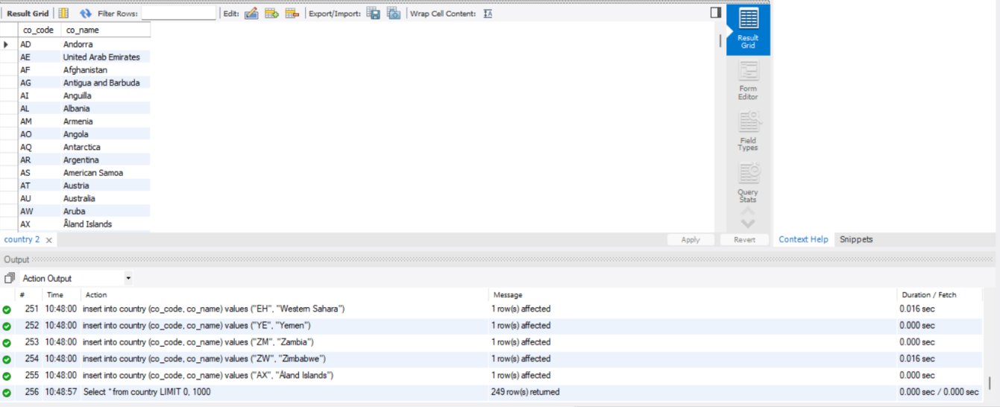 Result Grid Filter Rows: Edit: Export/Import: Wrap Cell Content: IA
co_code co_name
AD Andorra
AE United Arab Emirates
AF Afghanistan
AG Antigua and Barbuda
AI Anguilla
AL Albania
AM Armenia
AO Angola
AQ Antarctica
AR Argentina
AS American Samoa
AT Austria
AU Australia
AW Aruba
AX Åland Islands
Result
Grid
Form
Editor
Field
Types
Query
Stats
country 2 Apply Revert Context Help Snippets
Output
Action Output
# Time Action Message Duration / Fetch
251 10:48:00 insert into country (co_code, co_name) values ("EH", "Western Sahara") 1 row(s) affected 0.016 sec
252 10:48:00 insert into country (co_code, co_name) values ("YE", "Yemen") 1 row(s) affected 0.000 sec
253 10:48:00 insert into country (co_code, co_name) values ("ZM", "Zambia") 1 row(s) affected 0.000 sec
254 10:48:00 insert into country (co_code, co_name) values ("ZW", "Zimbabwe") 1 row(s) affected 0.016 sec
255 10:48:00 insert into country (co_code, co_name) values ("AX", "Åland Islands") 1 row(s) affected 0.000 sec
256 10:48:57 Select * from country LIMIT 0, 1000 249 row(s) returned 0.000 sec / 0.000 sec